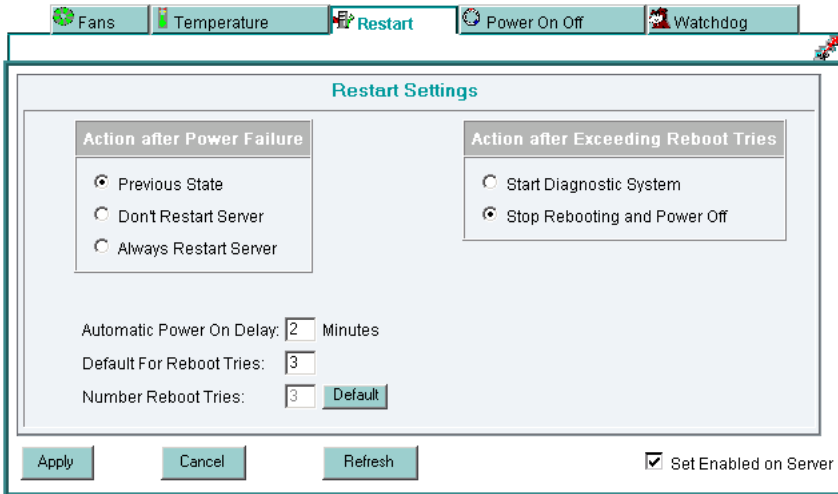 Fans Temperature Restart Power On Off Watchdog
Restart Settings
Action after Power Failure
Previous State
Don't Restart Server
Always Restart Server
Action after Exceeding Reboot Tries
Start Diagnostic System
Stop Rebooting and Power Off
Automatic Power On Delay: 2 Minutes
Default For Reboot Tries: 3
Number Reboot Tries: 3 Default
Apply Cancel Refresh Set Enabled on Server